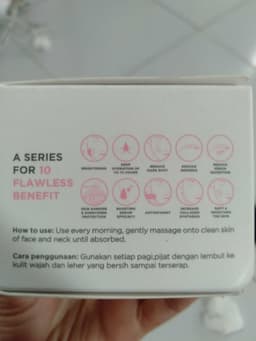 A SERIES
FOR 10
FLAWLESS
BENEFIT
BRIGHTENING
DEEP
HYDRATION UP
TO 72 HOURS
REDUCE
DARK SPOT
REDUCE
SKIN BARRIER
& SUNSCREEN
PROTECTION
BOOSTING
SERUM
EFFICACY
ANTIOXIDANT
INCREASE
COLLAGEN
SYNTHESIS
SOFT &
SMOOTHEN
THE SKIN
How to use: Use every morning, gently massage onto clean skin
of face and neck until absorbed.
Cara penggunaan: Gunakan setiap pagi,pijat dengan lembut ke
kulit wajah dan leher yang bersih sampai terserap.